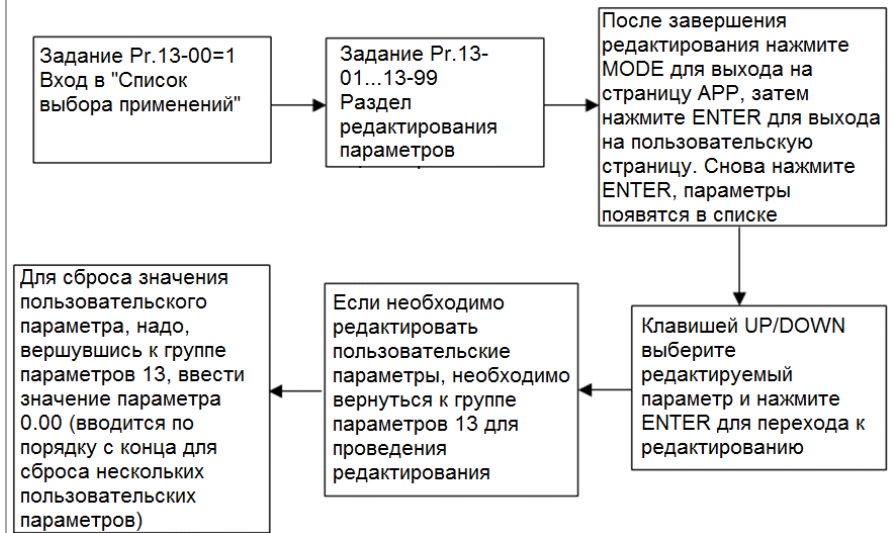 Задание Pr.13-00=1
Вход в "Список
выбора применений"
Задание Pr.13-
01...13-99
Раздел
редактирования
параметров
После завершения
редактирования нажмите
MODE для выхода на
страницу APP, затем
нажмите ENTER для выхода
на пользовательскую
страницу. Снова нажмите
ENTER, параметры
появятся в списке
Клавишей UP/DOWN
выберите
редактируемый
параметр и нажмите
ENTER для перехода к
редактированию
Если необходимо
редактировать
пользовательские
параметры, необходимо
вернуться к группе
параметров 13 для
проведения
редактирования
Для сброса значения
пользовательского
параметра, надо,
вершувшись к группе
параметров 13, ввести
значение параметра
0.00 (вводится по
порядку с конца для
сброса нескольких
пользовательских
параметров)